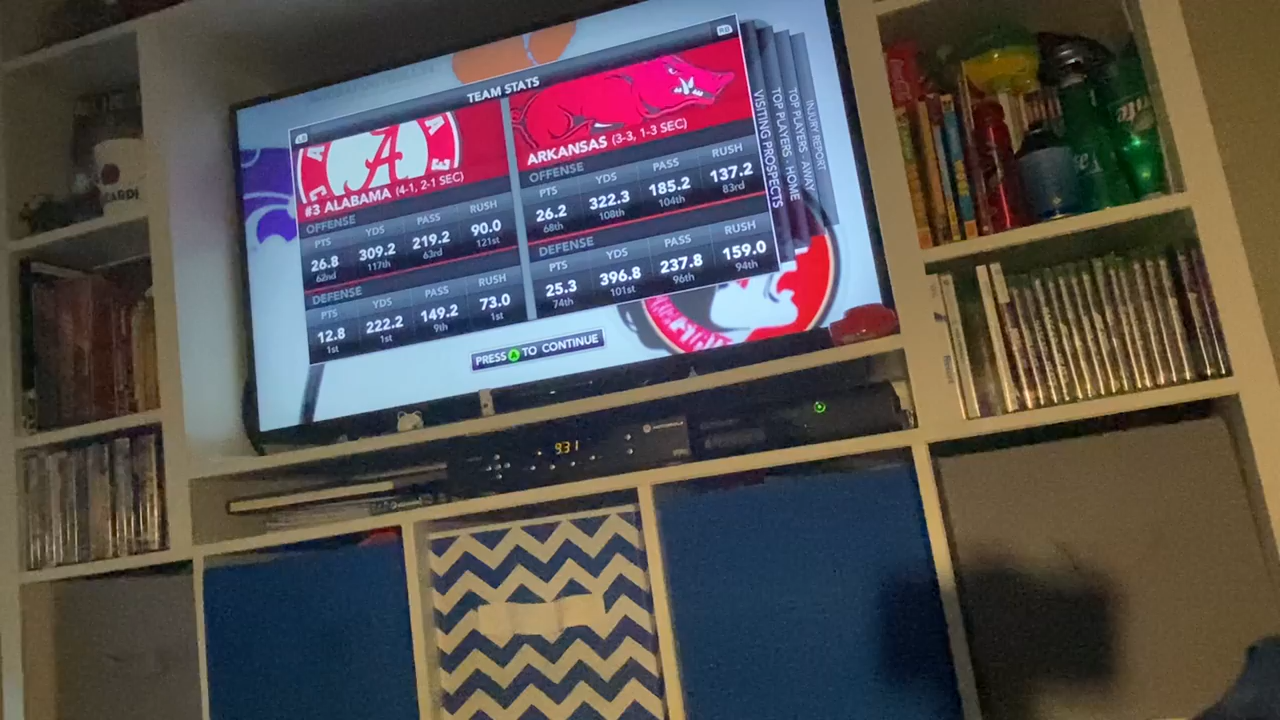 LB
TEAM STATS
RB
#3 ALABAMA (4-1, 2-1 SEC)
OFFENSE
PTS YDS PASS RUSH
26.8 309.2 219.2 90.0
62nd 117th 63rd 121st
DEFENSE
PTS YDS PASS RUSH
12.8 222.2 149.2 73.0
1st 1st 9th 1st
ARKANSAS (3-3, 1-3 SEC)
OFFENSE
PTS YDS PASS RUSH
26.2 322.3 185.2 137.2
68th 108th 104th 83rd
DEFENSE
PTS YDS PASS RUSH
25.3 396.8 237.8 159.0
74th 101st 96th 94th
VISITING PROSPECTS
TOP PLAYERS - HOME
TOP PLAYERS - AWAY
INJURY REPORT
PRESS A TO CONTINUE
MOTOROLA
9:31